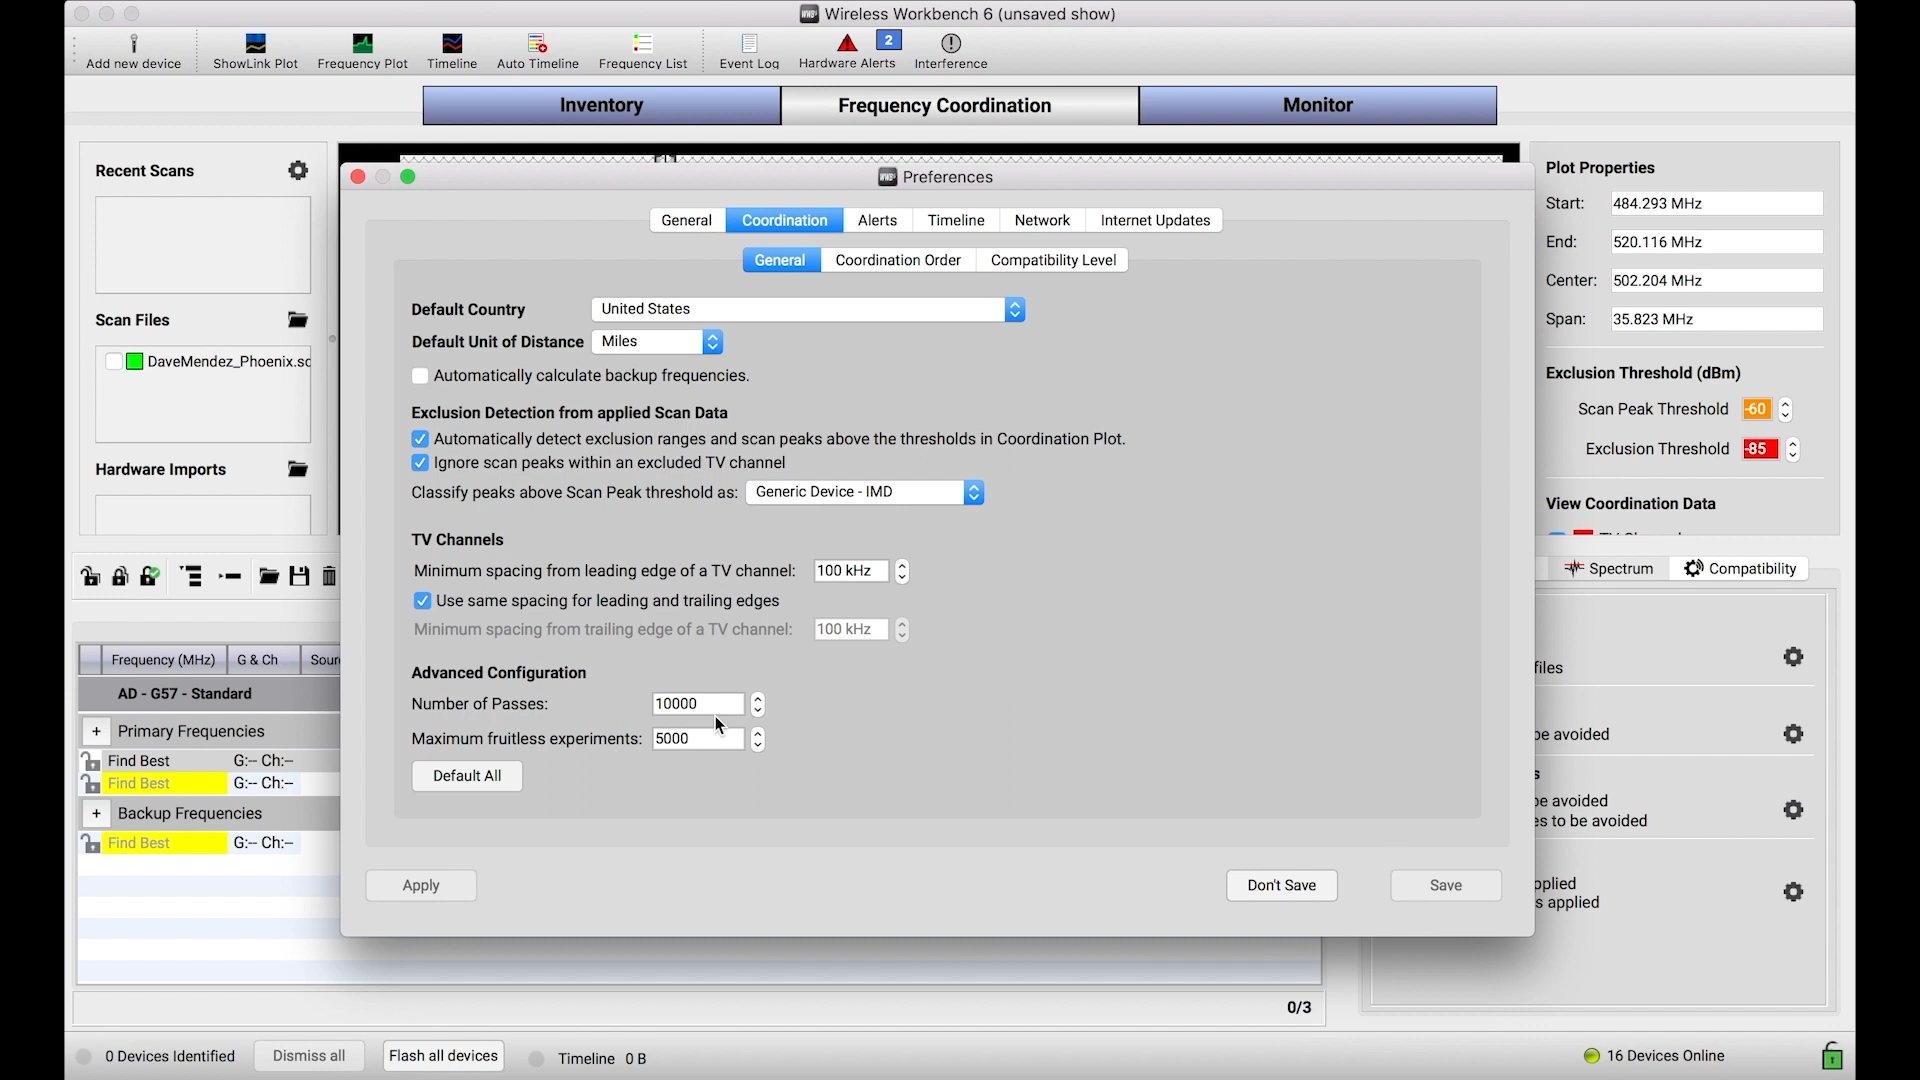 Wireless Workbench 6 (unsaved show)
Add new device
ShowLink Plot
Frequency Plot
Timeline
Auto Timeline
Frequency List
Event Log
Hardware Alerts
2
Interference
Inventory
Frequency Coordination
Monitor
Recent Scans
Scan Files
DaveMendez_Phoenix.sc
Hardware Imports
Preferences
General
Coordination
Alerts
Timeline
Network
Internet Updates
General
Coordination Order
Compatibility Level
Default Country
United States
Default Unit of Distance
Miles
Automatically calculate backup frequencies.
Exclusion Detection from applied Scan Data
Automatically detect exclusion ranges and scan peaks above the thresholds in Coordination Plot.
Ignore scan peaks within an excluded TV channel
Classify peaks above Scan Peak threshold as:
Generic Device - IMD
TV Channels
Minimum spacing from leading edge of a TV channel:
100 kHz
Use same spacing for leading and trailing edges
Minimum spacing from trailing edge of a TV channel:
100 kHz
Advanced Configuration
Number of Passes:
10000
Maximum fruitless experiments:
5000
Default All
Apply
Don't Save
Save
Plot Properties
Start: 484.293 MHz
End: 520.116 MHz
Center: 502.204 MHz
Span: 35.823 MHz
Exclusion Threshold (dBm)
Scan Peak Threshold -60
Exclusion Threshold -85
View Coordination Data
Spectrum
Compatibility
files
be avoided
s
be avoided
es to be avoided
pplied
s applied
Frequency (MHz)
G & Ch
Sour
AD - G57 - Standard
+ Primary Frequencies
Find Best G:-- Ch:--
Find Best G:-- Ch:--
+ Backup Frequencies
Find Best G:-- Ch:--
0/3
0 Devices Identified
Dismiss all
Flash all devices
Timeline 0 B
16 Devices Online